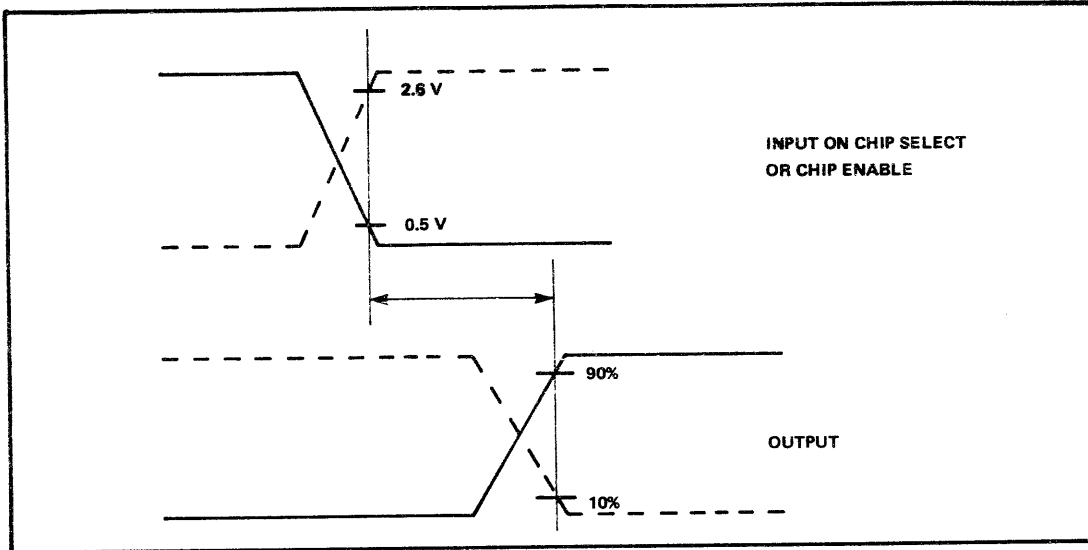 2.6 V
INPUT ON CHIP SELECT
OR CHIP ENABLE
0.5 V
90%
OUTPUT
10%